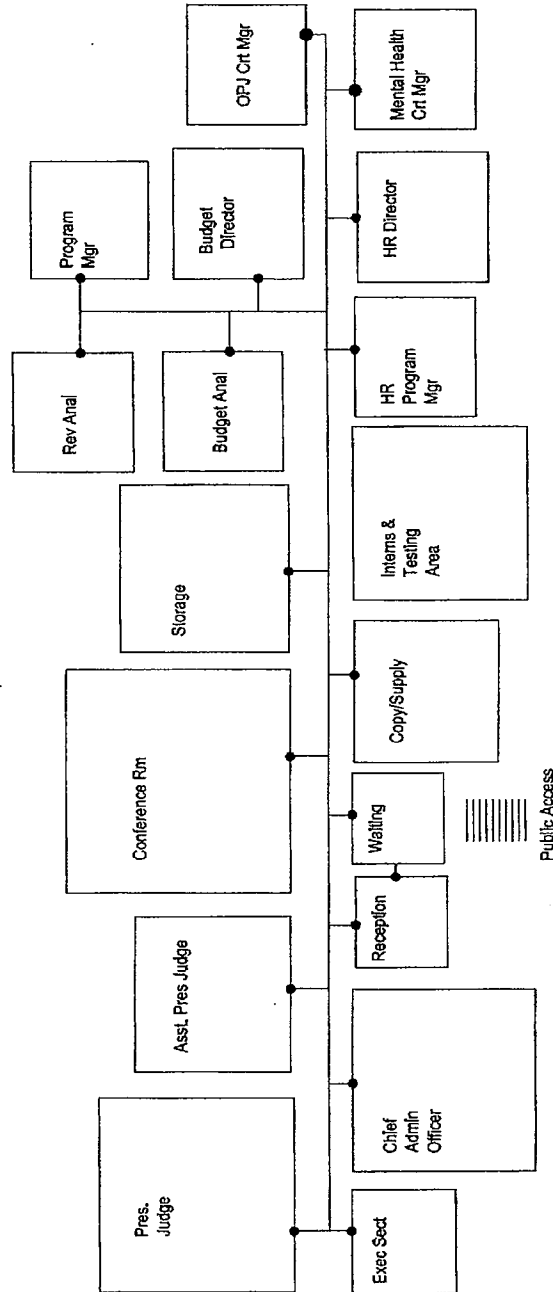 Pres.
Judge
Asst. Pres Judge
Conference Rm
Storage
Rev Anal
Program
Mgr
Budget Anal
Budget
Director
OPJ Crt Mgr
Exec Sect
Chief
Admin
Officer
Reception
Waiting
Copy/Supply
Interns &
Testing
Area
HR
Program
Mgr
HR Director
Mental Health
Crt Mgr
Public Access